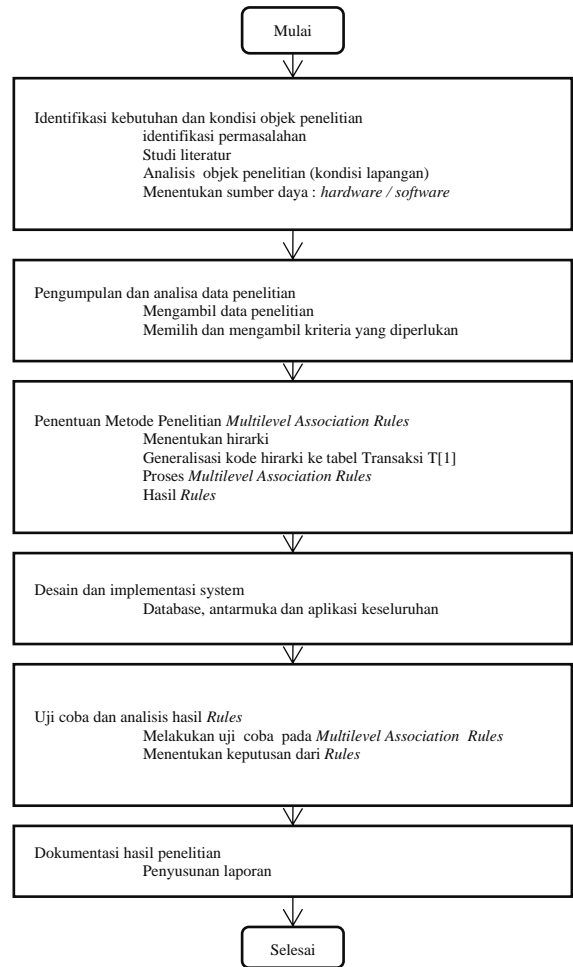 Mulai
Identifikasi kebutuhan dan kondisi objek penelitian
identifikasi permasalahan
Studi literatur
Analisis objek penelitian (kondisi lapangan)
Menentukan sumber daya : hardware / software
Pengumpulan dan analisa data penelitian
Mengambil data penelitian
Memilih dan mengambil kriteria yang diperlukan
Penentuan Metode Penelitian Multilevel Association Rules
Menentukan hirarki
Generalisasi kode hirarki ke tabel Transaksi T[1]
Proses Multilevel Association Rules
Hasil Rules
Desain dan implementasi system
Database, antarmuka dan aplikasi keseluruhan
Uji coba dan analisis hasil Rules
Melakukan uji coba pada Multilevel Association Rules
Menentukan keputusan dari Rules
Dokumentasi hasil penelitian
Penyusunan laporan
Selesai